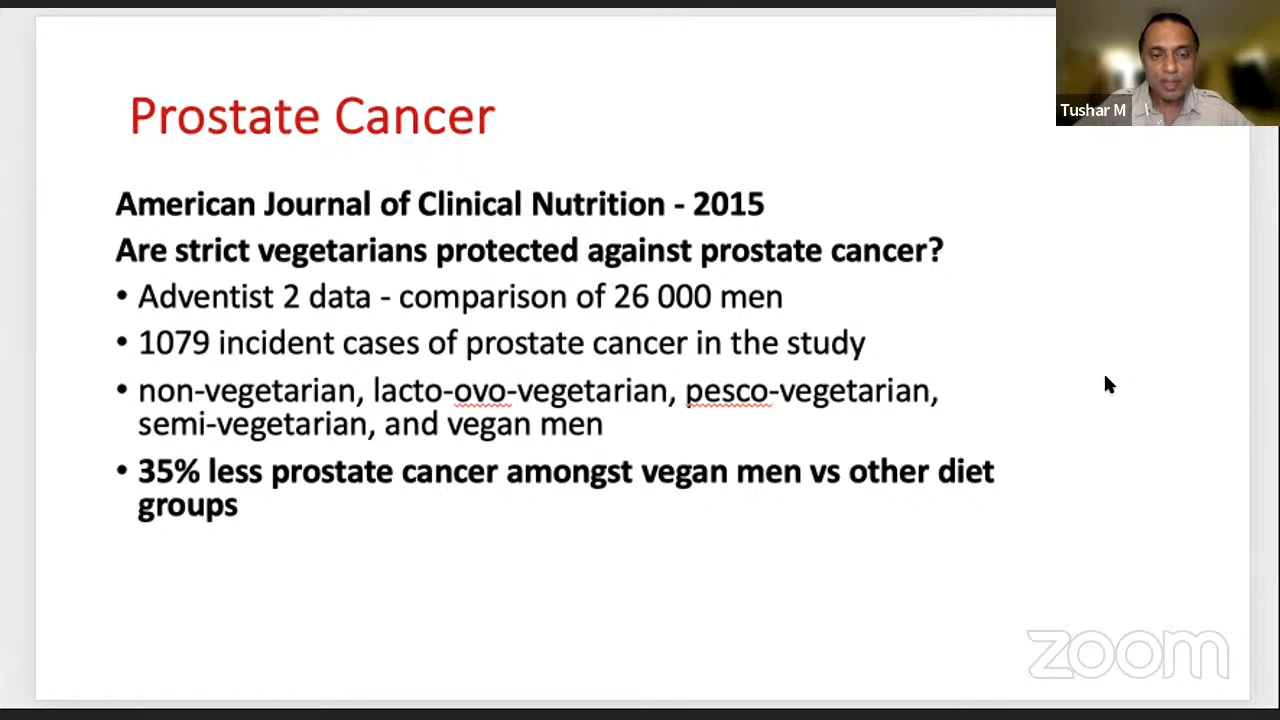 Prostate Cancer
Tushar M
American Journal of Clinical Nutrition - 2015
Are strict vegetarians protected against prostate cancer?
• Adventist 2 data - comparison of 26 000 men
• 1079 incident cases of prostate cancer in the study
• non-vegetarian, lacto-ovo-vegetarian, pesco-vegetarian,
semi-vegetarian, and vegan men
• 35% less prostate cancer amongst vegan men vs other diet
groups
zoom